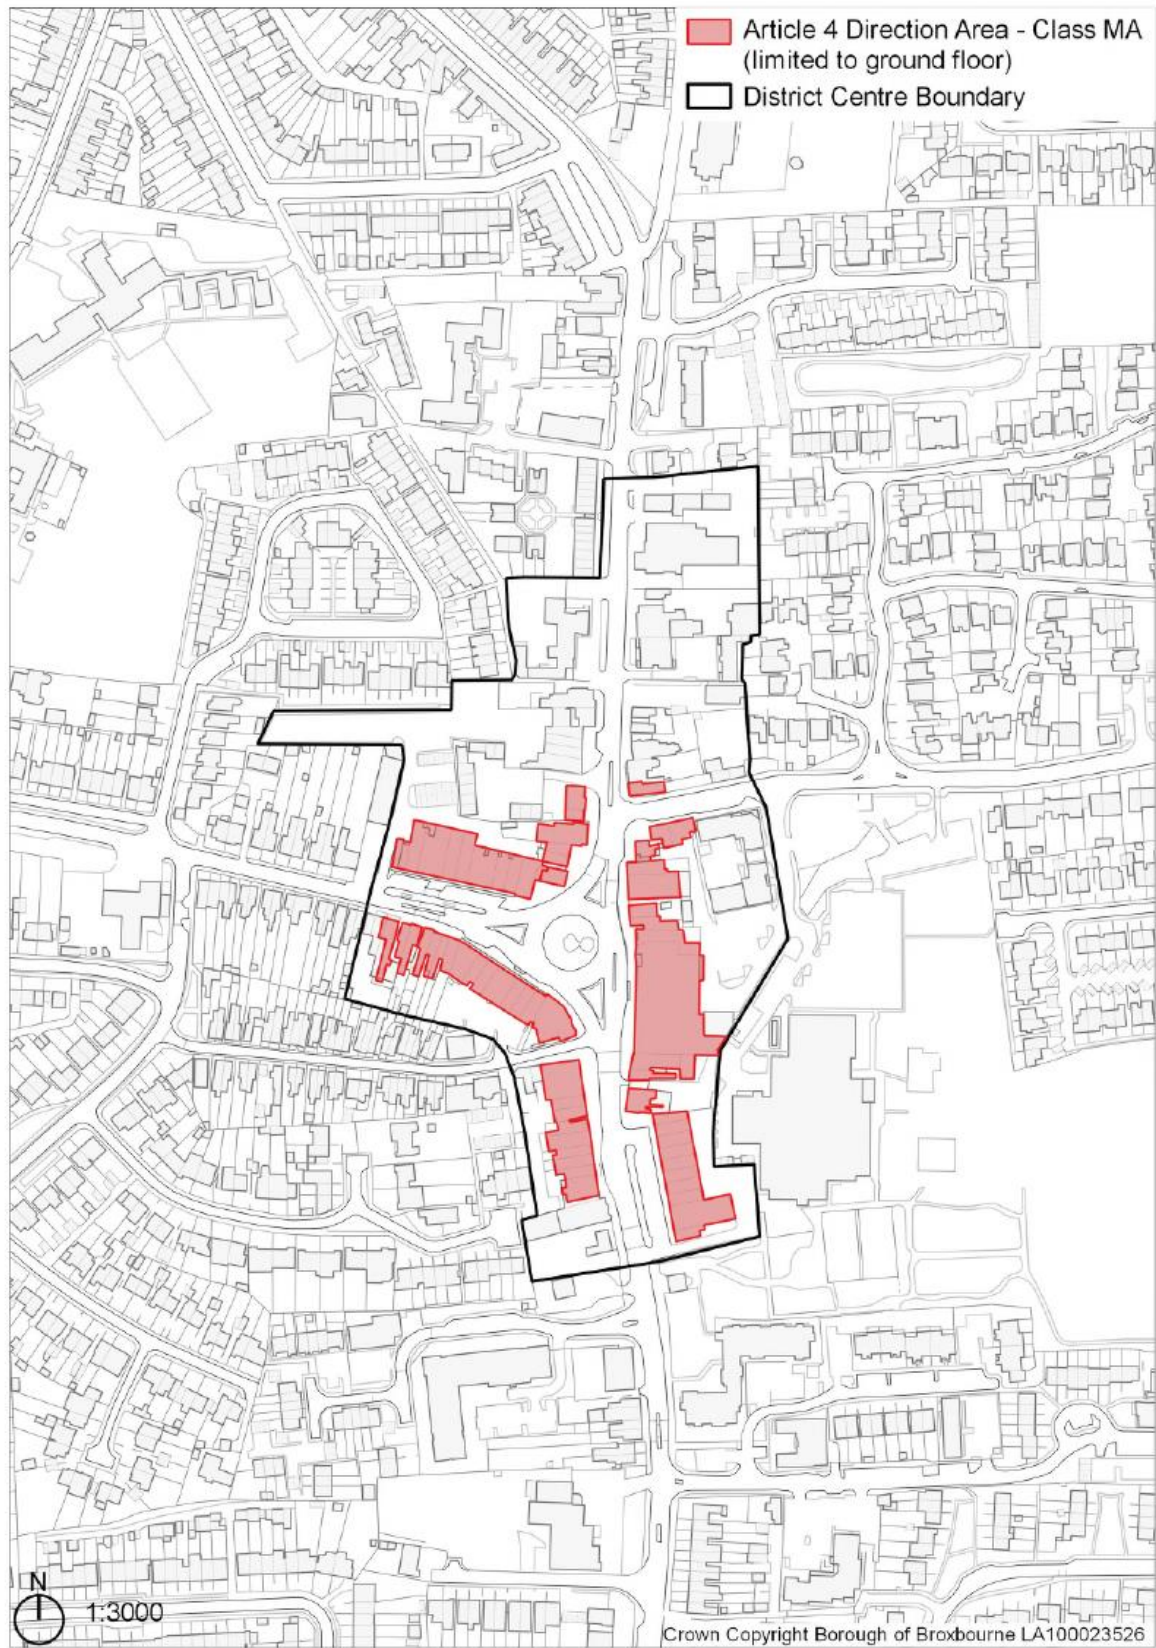 Article 4 Direction Area - Class MA
(limited to ground floor)
District Centre Boundary
N
1:3000
Crown Copyright Borough of Broxbourne LA100023526